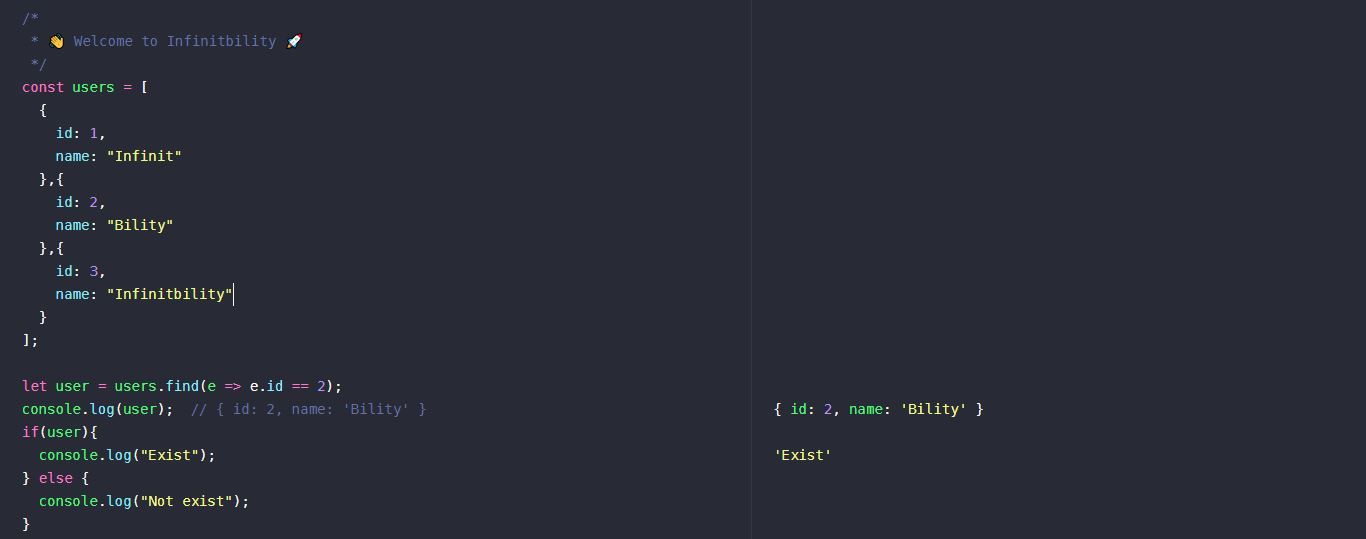 /*
 * 👋 Welcome to Infinitbility 🚀
 */
const users = [
  {
    id: 1,
    name: "Infinit"
  },{
    id: 2,
    name: "Bility"
  },{
    id: 3,
    name: "Infinitbility"
  }
];

let user = users.find(e => e.id == 2);
console.log(user);  // { id: 2, name: 'Bility' }
{ id: 2, name: 'Bility' }
if(user){
  console.log("Exist");
'Exist'
} else {
  console.log("Not exist");
}